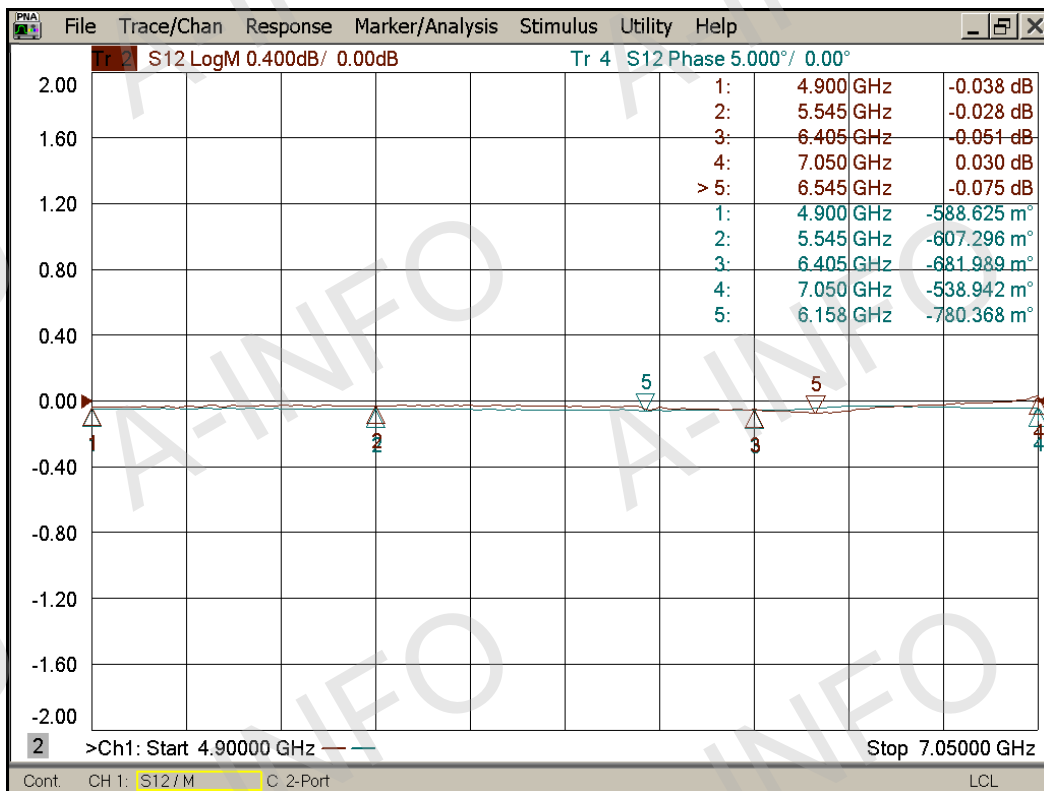 PNA File Trace/Chan Response Marker/Analysis Stimulus Utility Help
Tr 2 S12 LogM 0.400dB/ 0.00dB Tr 4 S12 Phase 5.000°/ 0.00°
1: 4.900 GHz -0.038 dB
2: 5.545 GHz -0.028 dB
3: 6.405 GHz -0.051 dB
4: 7.050 GHz 0.030 dB
> 5: 6.545 GHz -0.075 dB
1: 4.900 GHz -588.625 m°
2: 5.545 GHz -607.296 m°
3: 6.405 GHz -681.989 m°
4: 7.050 GHz -538.942 m°
5: 6.158 GHz -780.368 m°
2.00
1.60
1.20
0.80
0.40
0.00
-0.40
-0.80
-1.20
-1.60
-2.00
5 5
1 2 2 3 4 4
2 >Ch1: Start 4.90000 GHz Stop 7.05000 GHz
Cont. CH 1: S12 / M C 2-Port LCL
A-INFO
A-INFO
A-INFO
A-INFO